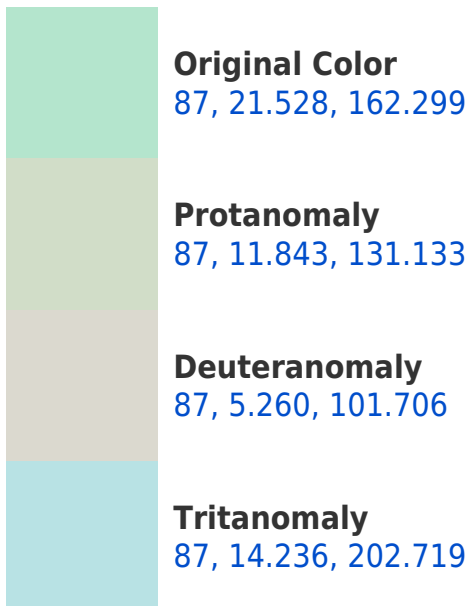 Original Color
87, 21.528, 162.299
Protanomaly
87, 11.843, 131.133
Deuteranomaly
87, 5.260, 101.706
Tritanomaly
87, 14.236, 202.719